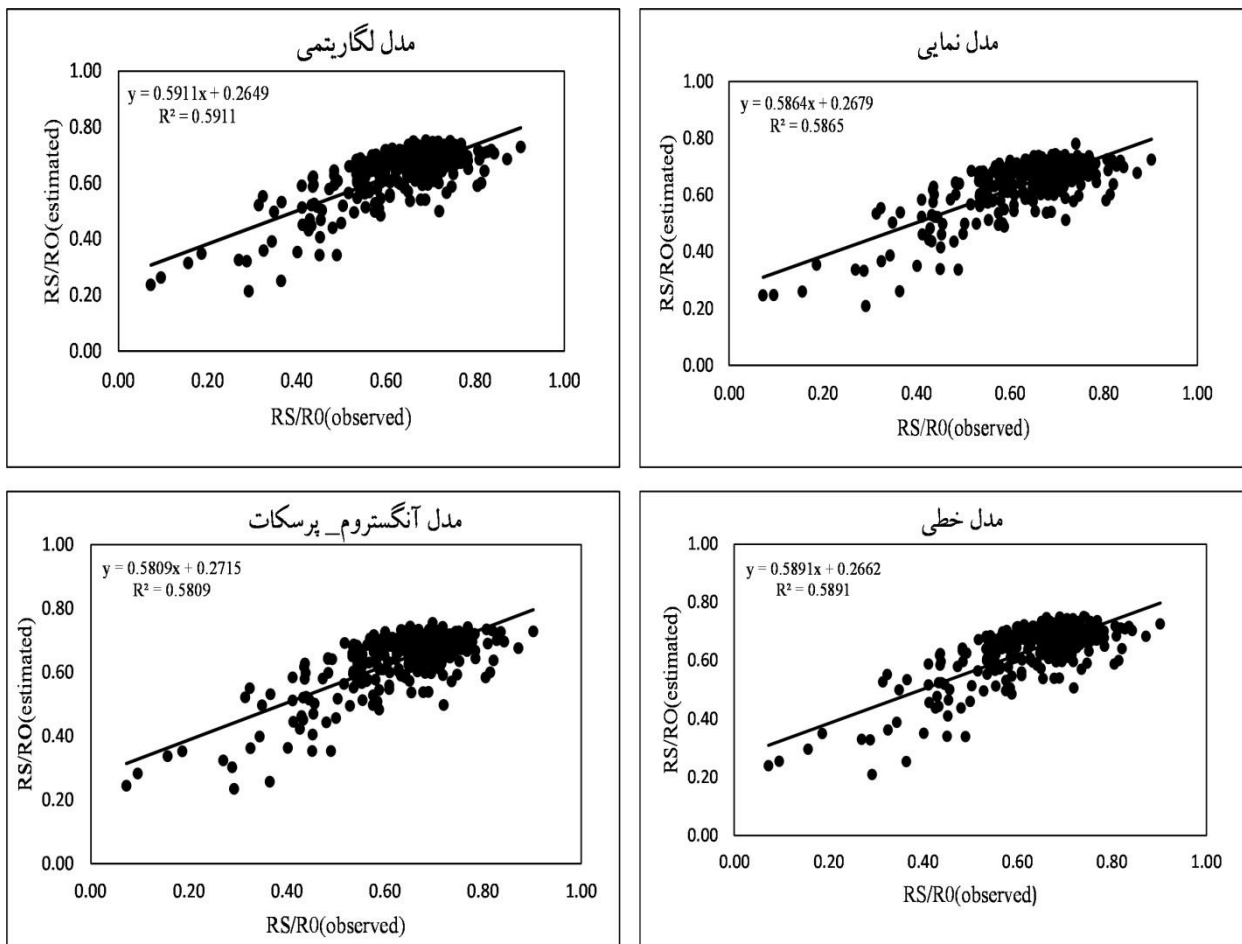 مدل لگاریتمی
y = 0.5911x + 0.2649
R² = 0.5911
RS/RO(estimated)
1.00
0.80
0.60
0.40
0.20
0.00
0.00 0.20 0.40 0.60 0.80 1.00
RS/R0(observed)
مدل نمایی
y = 0.5864x + 0.2679
R² = 0.5865
RS/RO(estimated)
1.00
0.80
0.60
0.40
0.20
0.00
0.00 0.20 0.40 0.60 0.80 1.00
RS/R0(observed)
مدل آنگستروم_ پرسکات
y = 0.5809x + 0.2715
R² = 0.5809
RS/RO(estimated)
1.00
0.80
0.60
0.40
0.20
0.00
0.00 0.20 0.40 0.60 0.80 1.00
RS/R0(observed)
مدل خطی
y = 0.5891x + 0.2662
R² = 0.5891
RS/RO(estimated)
1.00
0.80
0.60
0.40
0.20
0.00
0.00 0.20 0.40 0.60 0.80 1.00
RS/R0(observed)